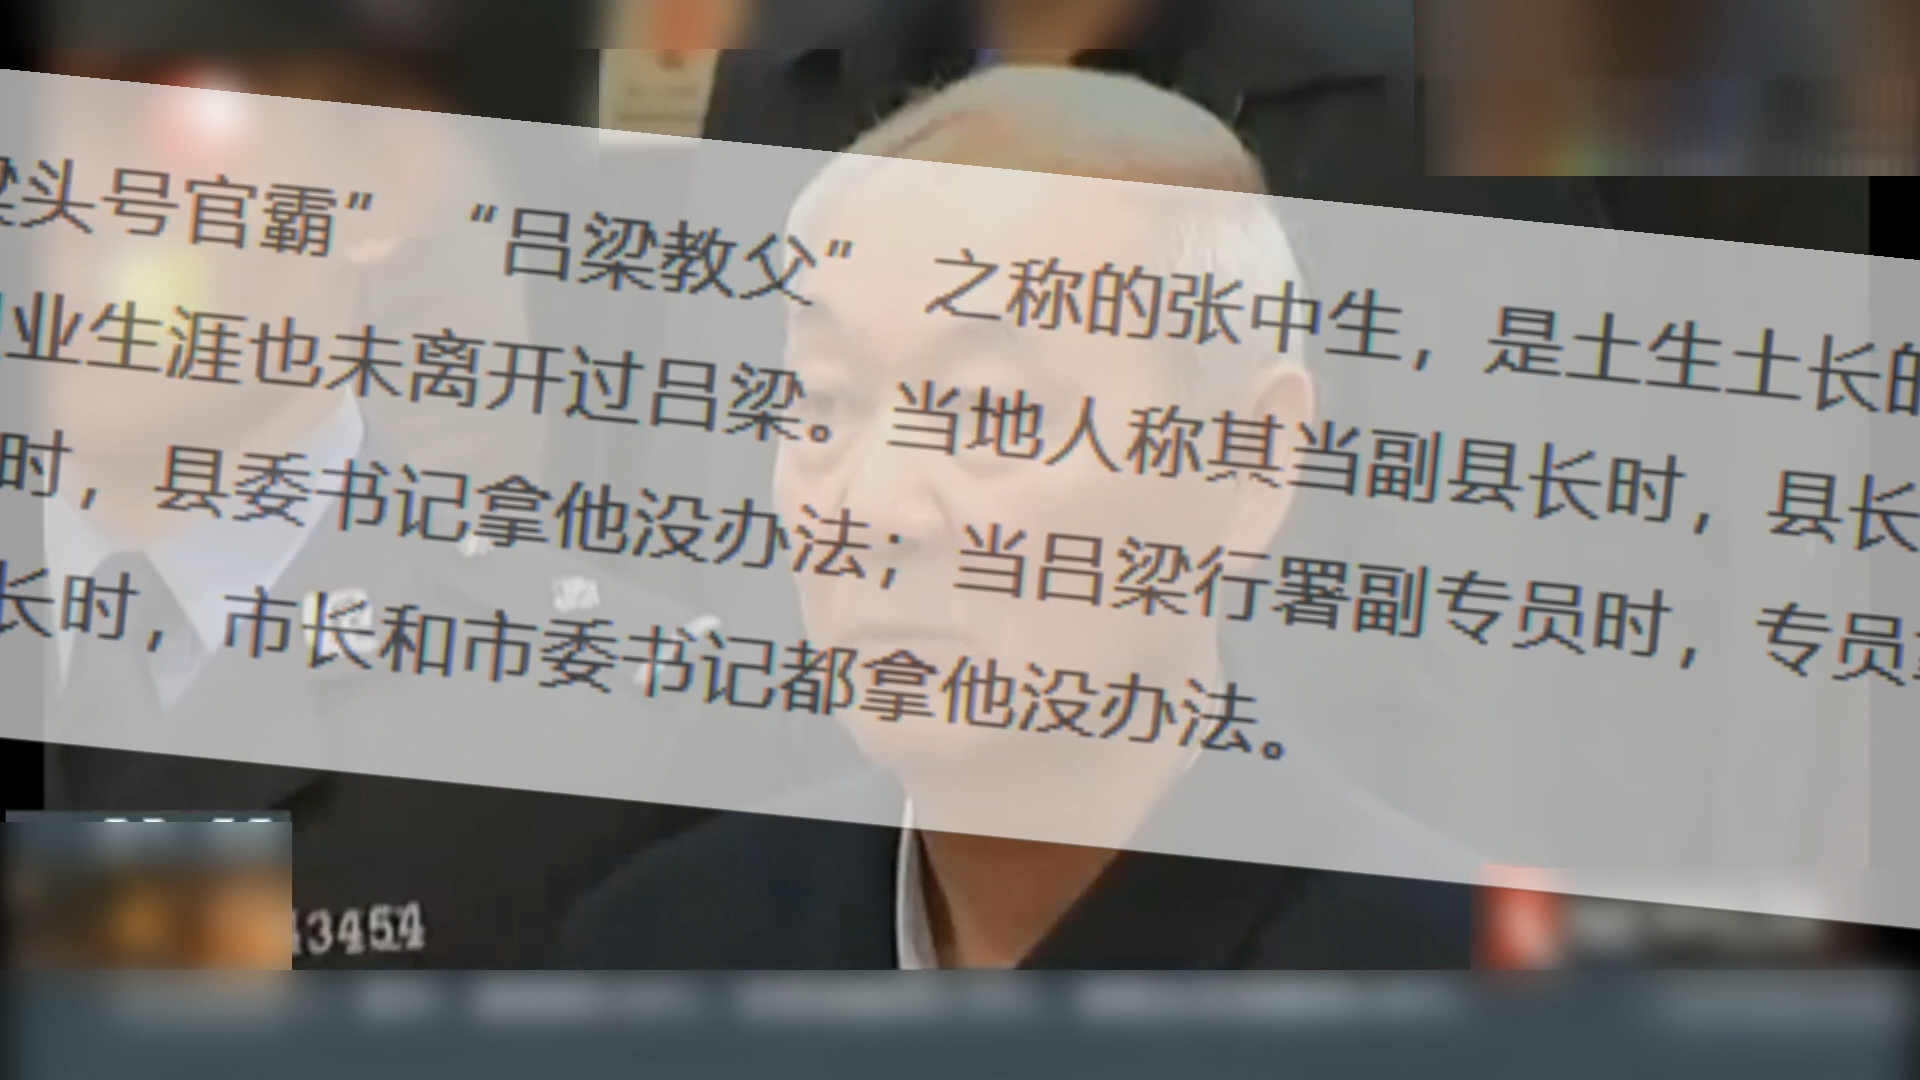 梁头号官霸” “吕梁教父” 之称的张中生，是土生土长的
业生涯也未离开过吕梁。当地人称其当副县长时，县长
时，县委书记拿他没办法；当吕梁行署副专员时，专员
长时，市长和市委书记都拿他没办法。
3454